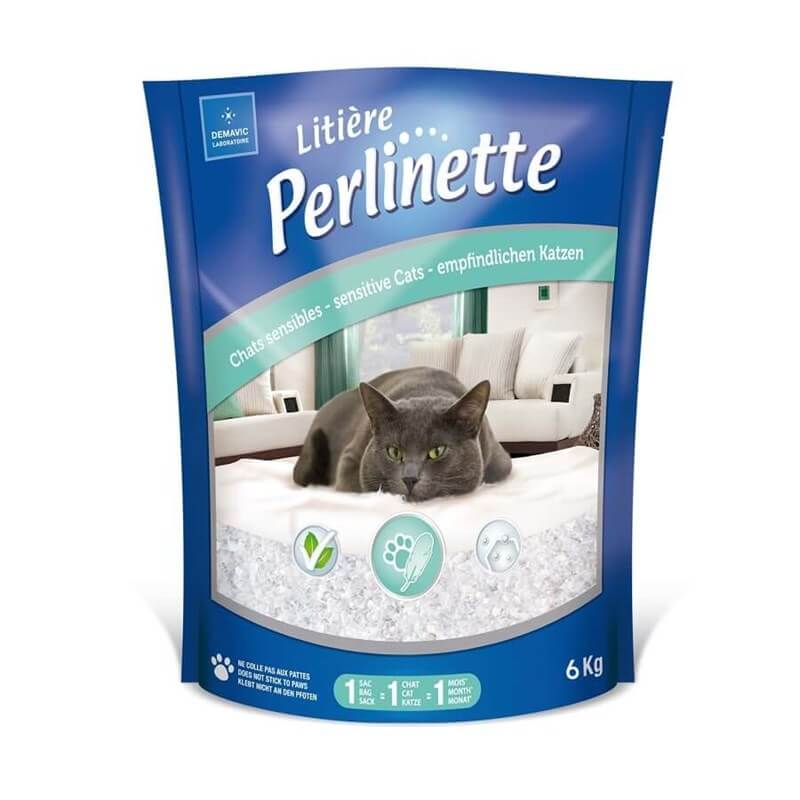 DEMAVIC
LABORATOIRE
Litière
Perlinette
Chats sensibles - sensitive Cats - empfindlichen Katzen
NE COLLE PAS AUX PATTES
DOES NOT STICK TO PAWS
KLEBT NICHT AN DEN PFOTEN
1 SAC BAG SACK = 1 CHAT CAT KATZE = 1 MOIS* MONTH* MONAT*
6 Kg